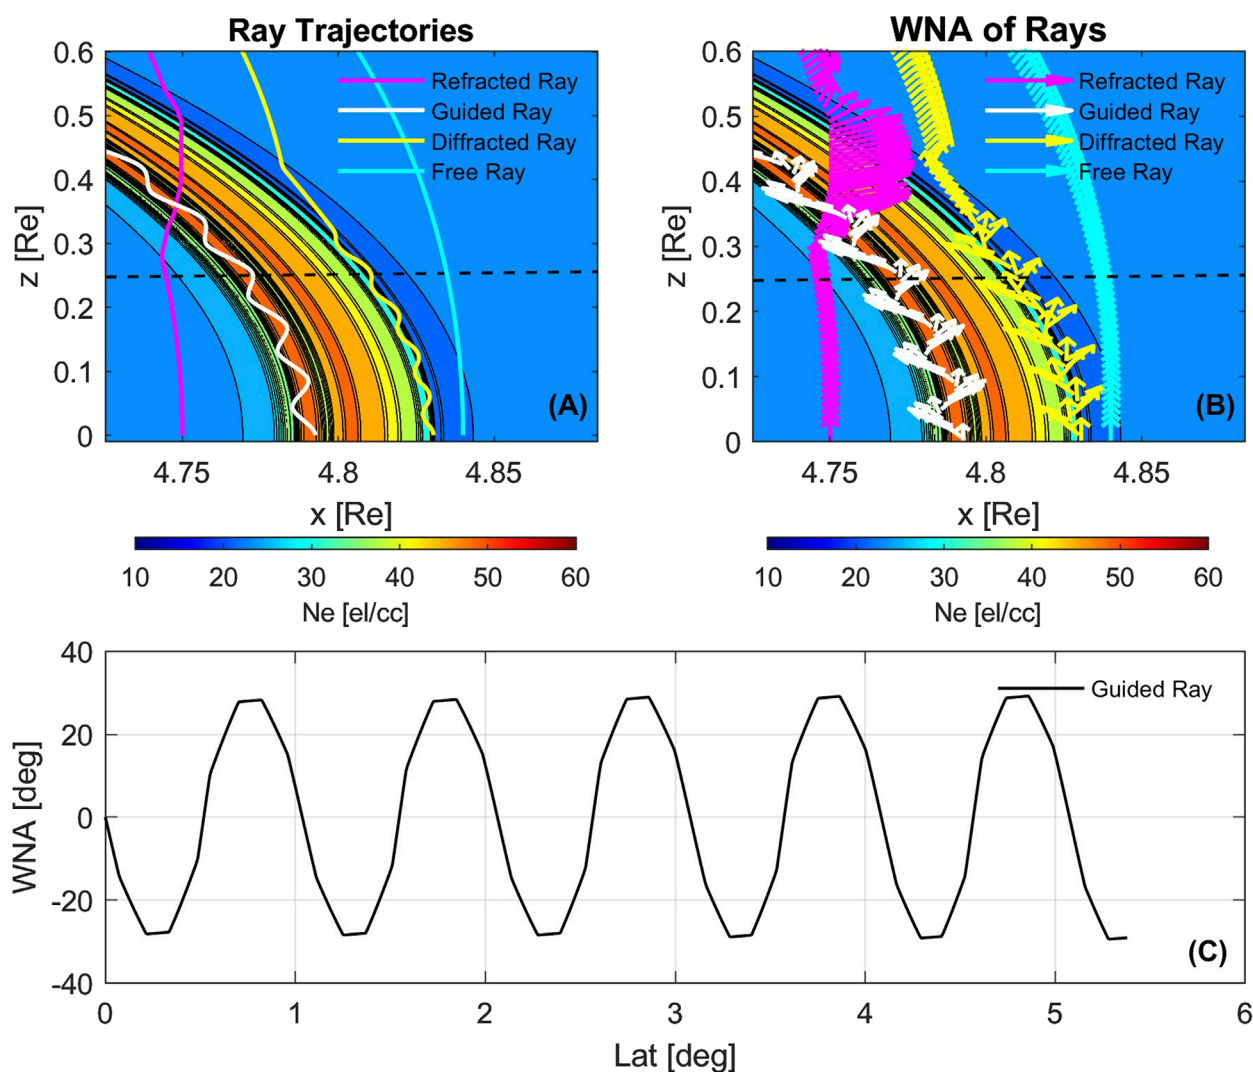 Ray Trajectories
0.6
0.5
0.4
0.3
0.2
0.1
0
z [Re]
Refracted Ray
Guided Ray
Diffracted Ray
Free Ray
(A)
4.75 4.8 4.85
x [Re]
10 20 30 40 50 60
Ne [el/cc]
WNA of Rays
0.6
0.5
0.4
0.3
0.2
0.1
0
z [Re]
Refracted Ray
Guided Ray
Diffracted Ray
Free Ray
(B)
4.75 4.8 4.85
x [Re]
10 20 30 40 50 60
Ne [el/cc]
40
20
0
-20
-40
WNA [deg]
Guided Ray
(C)
0 1 2 3 4 5 6
Lat [deg]